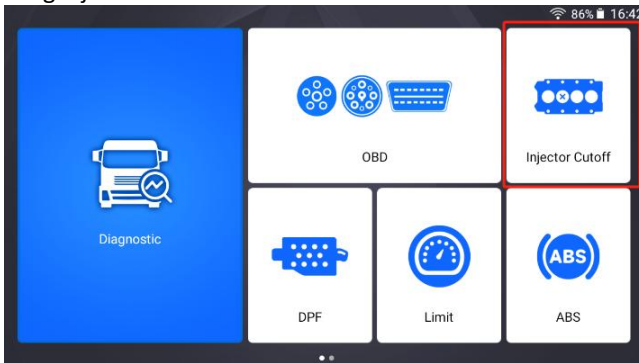 86% 16:42
OBD
Injector Cutoff
Diagnostic
DPF
Limit
ABS
ABS